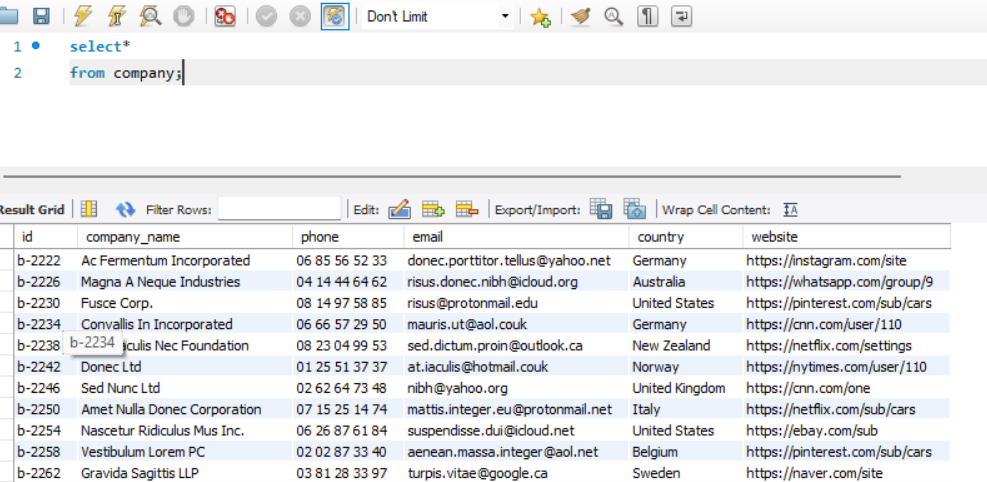 Don't Limit
1 select*
2 from company;
Result Grid Filter Rows: Edit: Export/Import: Wrap Cell Content: IA
id company_name phone email country website
b-2222 Ac Fermentum Incorporated 06 85 56 52 33 donec.porttitor.tellus@yahoo.net Germany https://instagram.com/site
b-2226 Magna A Neque Industries 04 14 44 64 62 risus.donec.nibh@icloud.org Australia https://whatsapp.com/group/9
b-2230 Fusce Corp. 08 14 97 58 85 risus@protonmail.edu United States https://pinterest.com/sub/cars
b-2234 Convallis In Incorporated 06 66 57 29 50 mauris.ut@aol.couk Germany https://cnn.com/user/110
b-2238 b-2234 iaculis Nec Foundation 08 23 04 99 53 sed.dictum.proin@outlook.ca New Zealand https://netflix.com/settings
b-2242 Donec Ltd 01 25 51 37 37 at.iaculis@hotmail.couk Norway https://nytimes.com/user/110
b-2246 Sed Nunc Ltd 02 62 64 73 48 nibh@yahoo.org United Kingdom https://cnn.com/one
b-2250 Amet Nulla Donec Corporation 07 15 25 14 74 mattis.integer.eu@protonmail.net Italy https://netflix.com/sub/cars
b-2254 Nascetur Ridiculus Mus Inc. 06 26 87 61 84 suspendisse.dui@icloud.net United States https://ebay.com/sub
b-2258 Vestibulum Lorem PC 02 02 87 33 40 aenean.massa.integer@aol.net Belgium https://pinterest.com/sub/cars
b-2262 Gravida Sagittis LLP 03 81 28 33 97 turpis.vitae@google.ca Sweden https://naver.com/site